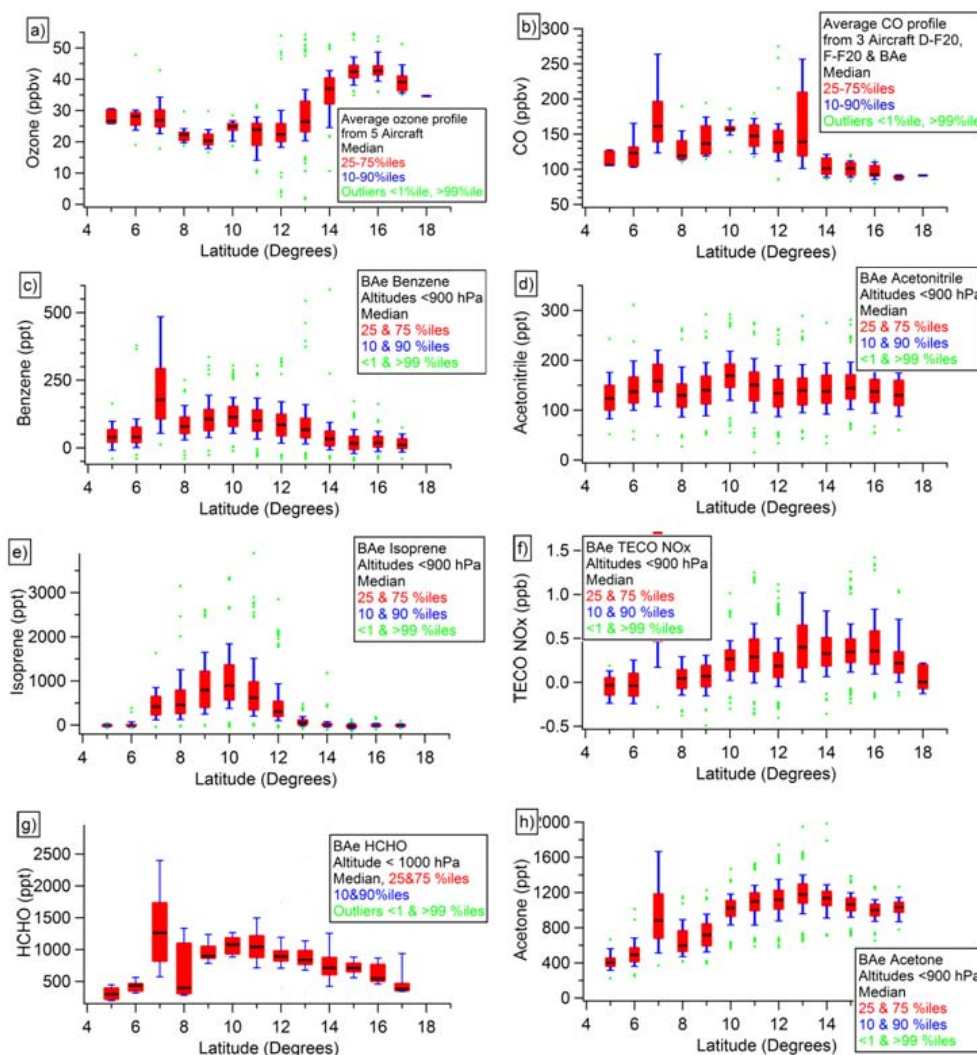 a)
50
40
30
20
10
0
Ozone (ppbv)
Average ozone profile
from 5 Aircraft
Median
25-75%iles
10-90%iles
Outliers <1%ile, >99%ile
4 6 8 10 12 14 16 18
Latitude (Degrees)
b)
300
250
200
150
100
50
CO (ppbv)
Average CO profile
from 3 Aircraft D-F20,
F-F20 & BAe
Median
25-75%iles
10-90%iles
Outliers <1%ile, >99%ile
4 6 8 10 12 14 16 18
Latitude (Degrees)
c)
500
250
0
Benzene (ppt)
BAe Benzene
Altitudes <900 hPa
Median
25 & 75 %iles
10 & 90 %iles
<1 & >99 %iles
4 6 8 10 12 14 16 18
Latitude (Degrees)
d)
300
200
100
0
Acetonitrile (ppt)
BAe Acetonitrile
Altitudes <900 hPa
Median
25 & 75 %iles
10 & 90 %iles
<1 & >99 %iles
4 6 8 10 12 14 16 18
Latitude (Degrees)
e)
3000
2000
1000
0
Isoprene (ppt)
BAe Isoprene
Altitudes <900 hPa
Median
25 & 75 %iles
10 & 90 %iles
<1 & >99 %iles
4 6 8 10 12 14 16 18
Latitude (Degrees)
f)
1.5
1.0
0.5
0.0
-0.5
TECO NOx (ppb)
BAe TECO NOx
Altitudes <900 hPa
Median
25 & 75 %iles
10 & 90 %iles
<1 & >99 %iles
4 6 8 10 12 14 16 18
Latitude (Degrees)
g)
2500
2000
1500
1000
500
HCHO (ppt)
BAe HCHO
Altitude < 1000 hPa
Median, 25&75 %iles
10&90%iles
Outliers <1 & >99 %iles
4 6 8 10 12 14 16 18
Latitude (Degrees)
h)
2000
1600
1200
800
400
0
Acetone (ppt)
BAe Acetone
Altitudes <900 hPa
Median
25 & 75 %iles
10 & 90 %iles
<1 & >99 %iles
4 6 8 10 12 14
Latitude (Degrees)